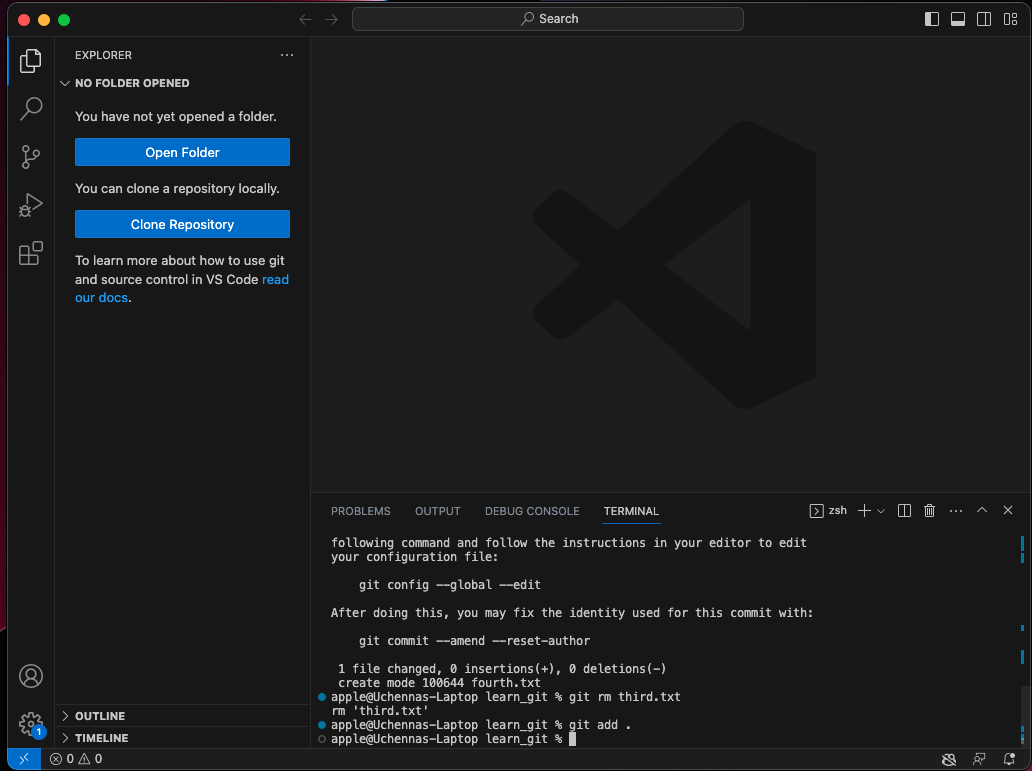 Search
EXPLORER
NO FOLDER OPENED
You have not yet opened a folder.
Open Folder
You can clone a repository locally.
Clone Repository
To learn more about how to use git
and source control in VS Code read
our docs.
PROBLEMS OUTPUT DEBUG CONSOLE TERMINAL zsh
following command and follow the instructions in your editor to edit
your configuration file:
git config --global --edit
After doing this, you may fix the identity used for this commit with:
git commit --amend --reset-author
1 file changed, 0 insertions(+), 0 deletions(-)
create mode 100644 fourth.txt
apple@Uchennas-Laptop learn_git % git rm third.txt
rm 'third.txt'
apple@Uchennas-Laptop learn_git % git add .
apple@Uchennas-Laptop learn_git %
OUTLINE
1
TIMELINE
0 0